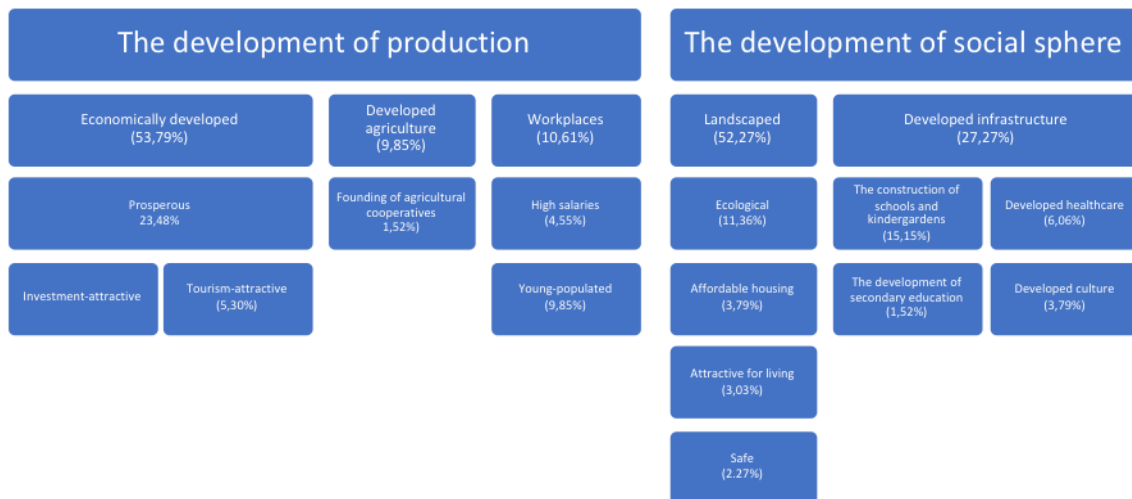 The development of production
The development of social sphere
Economically developed
(53,79%)
Developed
agriculture
(9,85%)
Workplaces
(10,61%)
Landscaped
(52,27%)
Developed infrastructure
(27,27%)
Prosperous
23,48%
Founding of agricultural
cooperatives
1,52%)
High salaries
(4,55%)
Ecological
(11,36%)
The construction of
schools and
kindergardens
(15,15%)
Developed healthcare
(6,06%)
Investment-attractive
Tourism-attractive
(5,30%)
Young-populated
(9,85%)
Affordable housing
(3,79%)
The development of
secondary education
(1,52%)
Developed culture
(3,79%)
Attractive for living
(3,03%)
Safe
(2.27%)